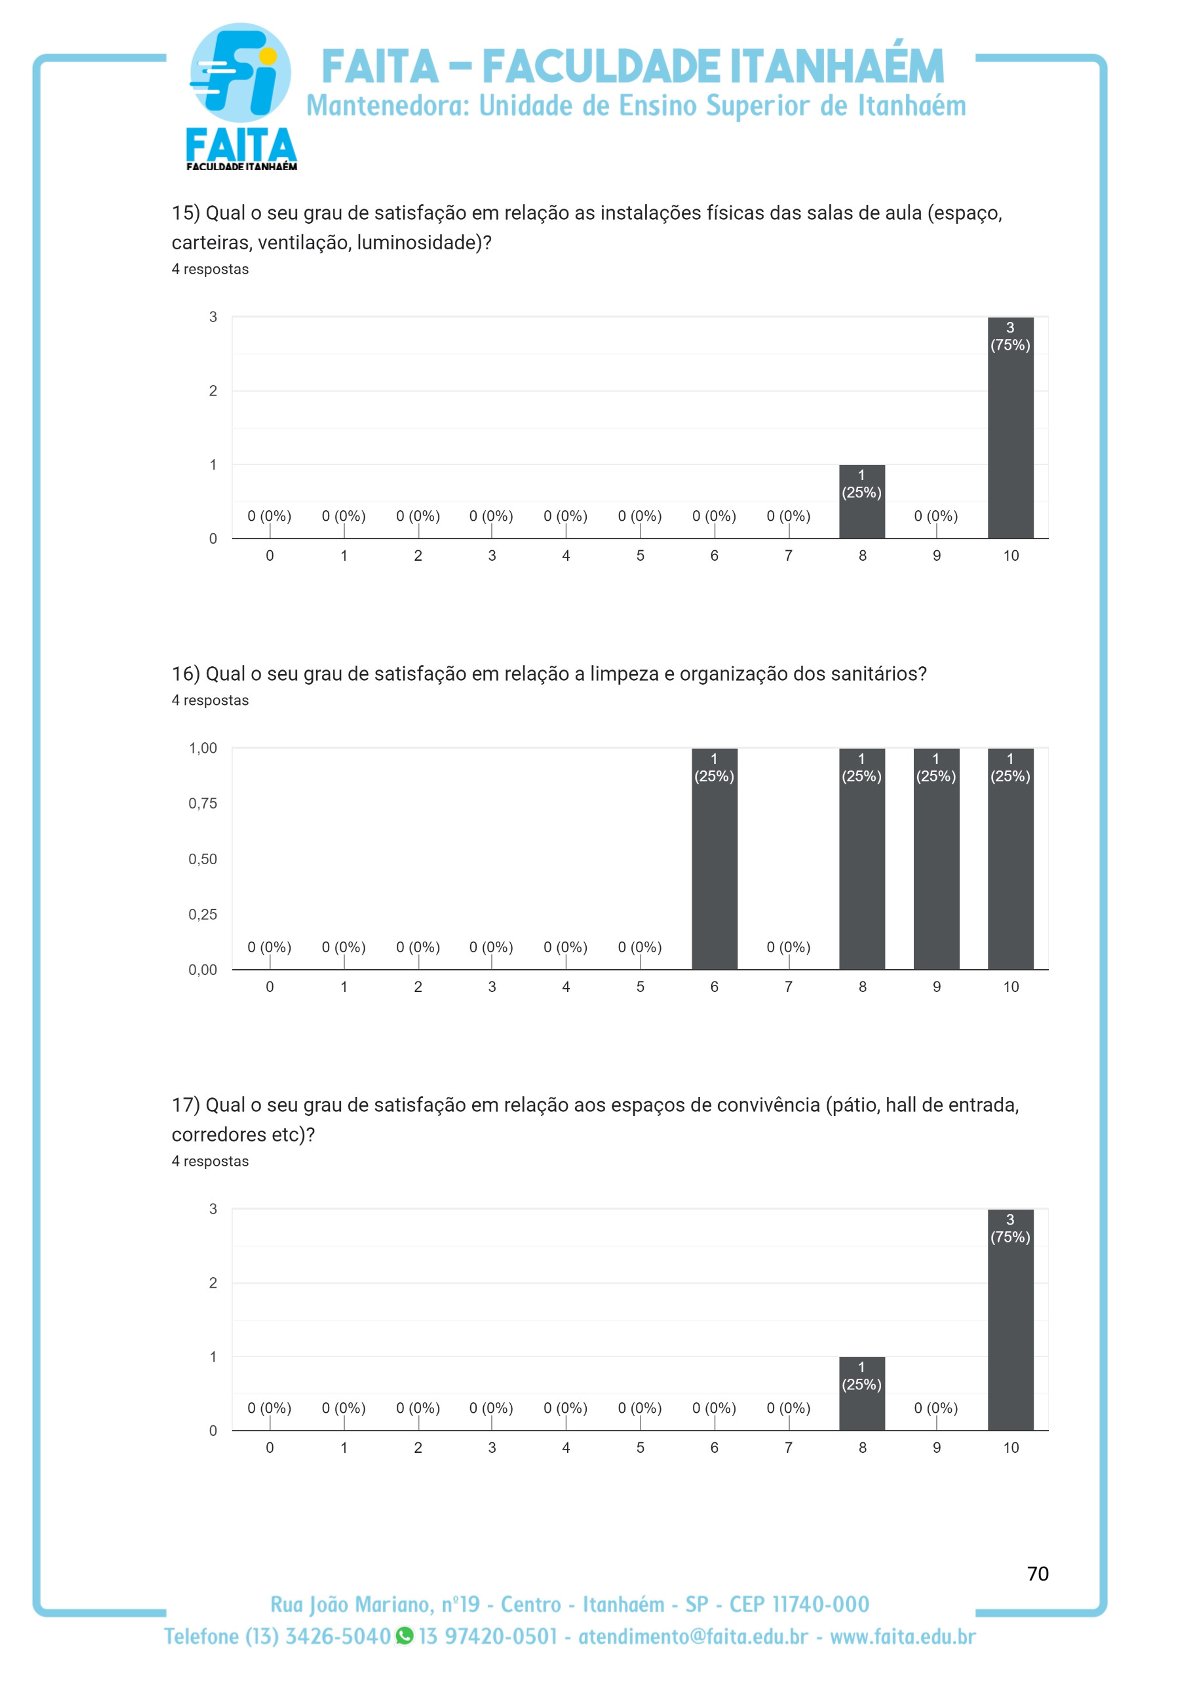 FAITA – FACULDADE ITANHAÉM
Mantenedora: Unidade de Ensino Superior de Itanhaém
Fi
FAITA
FACULDADE ITANHAÉM
15) Qual o seu grau de satisfação em relação as instalações físicas das salas de aula (espaço,
carteiras, ventilação, luminosidade)?
4 respostas
3
3
(75%)
2
1
1
(25%)
0 (0%) 0 (0%) 0 (0%) 0 (0%) 0 (0%) 0 (0%) 0 (0%) 0 (0%) 0 (0%)
0
0 1 2 3 4 5 6 7 8 9 10
16) Qual o seu grau de satisfação em relação a limpeza e organização dos sanitários?
4 respostas
1,00
1 1 1 1
(25%) (25%) (25%) (25%)
0,75
0,50
0,25
0 (0%) 0 (0%) 0 (0%) 0 (0%) 0 (0%) 0 (0%) 0 (0%)
0,00
0 1 2 3 4 5 6 7 8 9 10
17) Qual o seu grau de satisfação em relação aos espaços de convivência (pátio, hall de entrada,
corredores etc)?
4 respostas
3
3
(75%)
2
1
1
(25%)
0 (0%) 0 (0%) 0 (0%) 0 (0%) 0 (0%) 0 (0%) 0 (0%) 0 (0%) 0 (0%)
0
0 1 2 3 4 5 6 7 8 9 10
70
Rua João Mariano, nº19 - Centro - Itanhaém - SP - CEP 11740-000
Telefone (13) 3426-5040 13 97420-0501 - atendimento@faita.edu.br - www.faita.edu.br